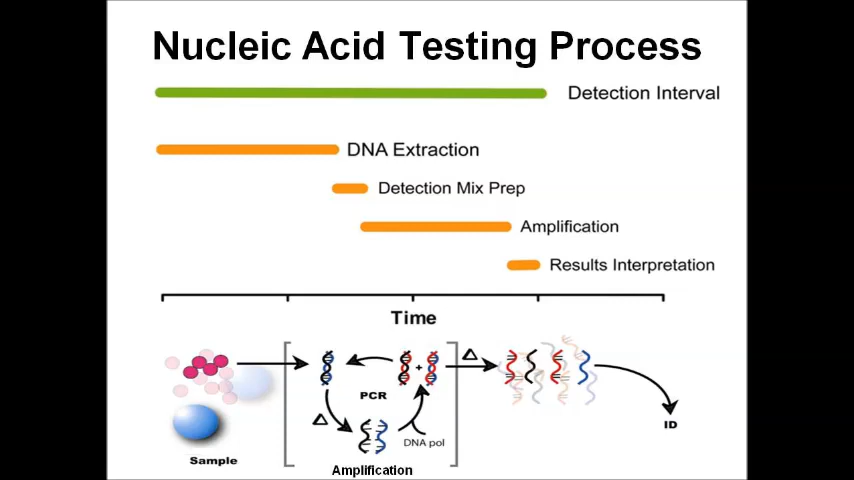 Nucleic Acid Testing Process
Detection Interval
DNA Extraction
Detection Mix Prep
Amplification
Results Interpretation
Time
Δ
+
PCR
Δ
DNA pol
ID
Sample
Amplification